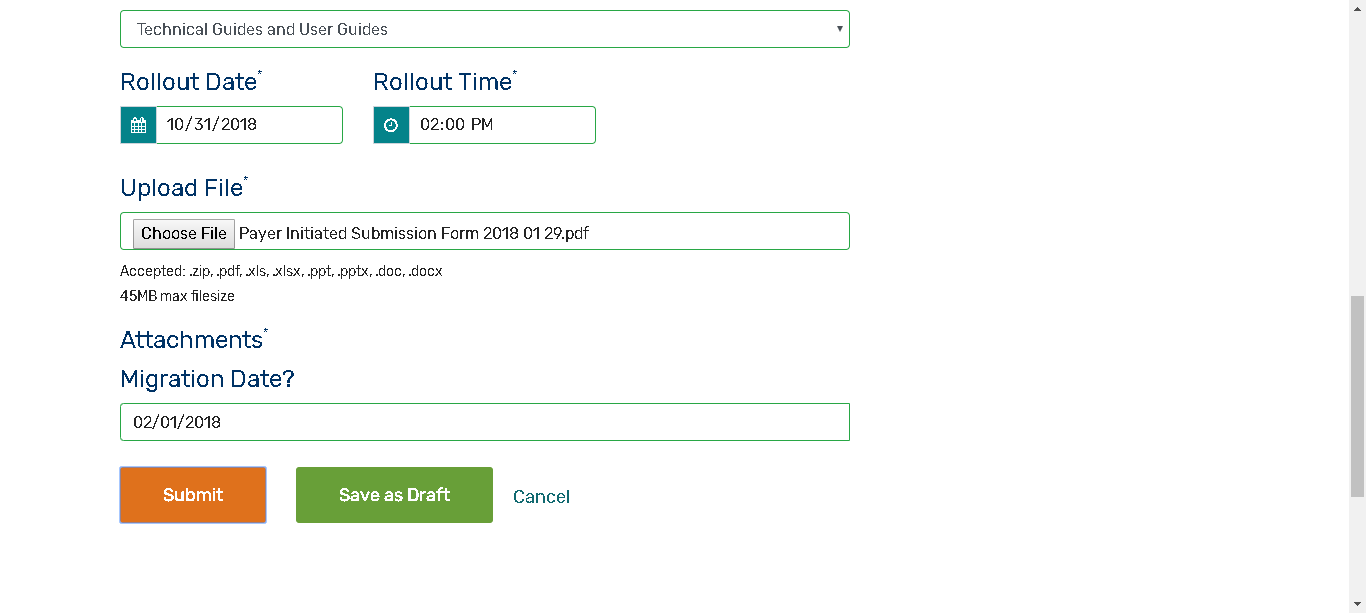 Technical Guides and User Guides
Rollout Date* Rollout Time*
10/31/2018 02:00 PM
Upload File*
Choose File Payer Initiated Submission Form 2018 01 29.pdf
Accepted: .zip, .pdf, .xls, .xlsx, .ppt, .pptx, .doc, .docx
45MB max filesize
Attachments*
Migration Date?
02/01/2018
Submit Save as Draft Cancel